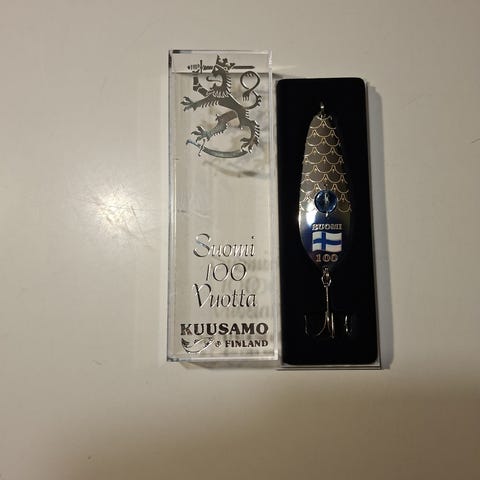 Suomi
100
Vuotta
KUUSAMO
® FINLAND
SUOMI
100